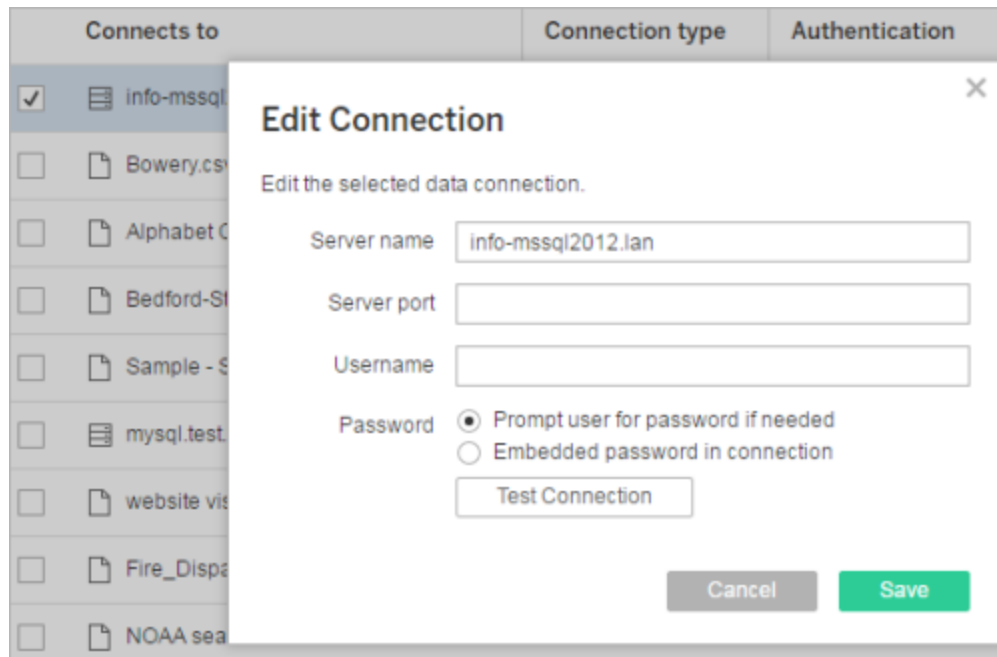 Connects to Connection type Authentication
info-mssql
Edit Connection
Bowery.cs
Edit the selected data connection.
Alphabet
Server name info-mssql2012.lan
Bedford-S
Server port
Sample - S
Username
mysql.test.
Password Prompt user for password if needed
Embedded password in connection
website vis
Test Connection
Fire_Dispa
Cancel Save
NOAA sea